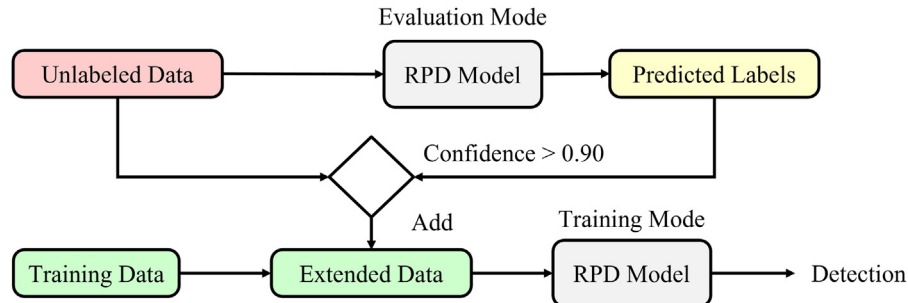 Evaluation Mode
Unlabeled Data
RPD Model
Predicted Labels
Confidence > 0.90
Add
Training Mode
Training Data
Extended Data
RPD Model
Detection